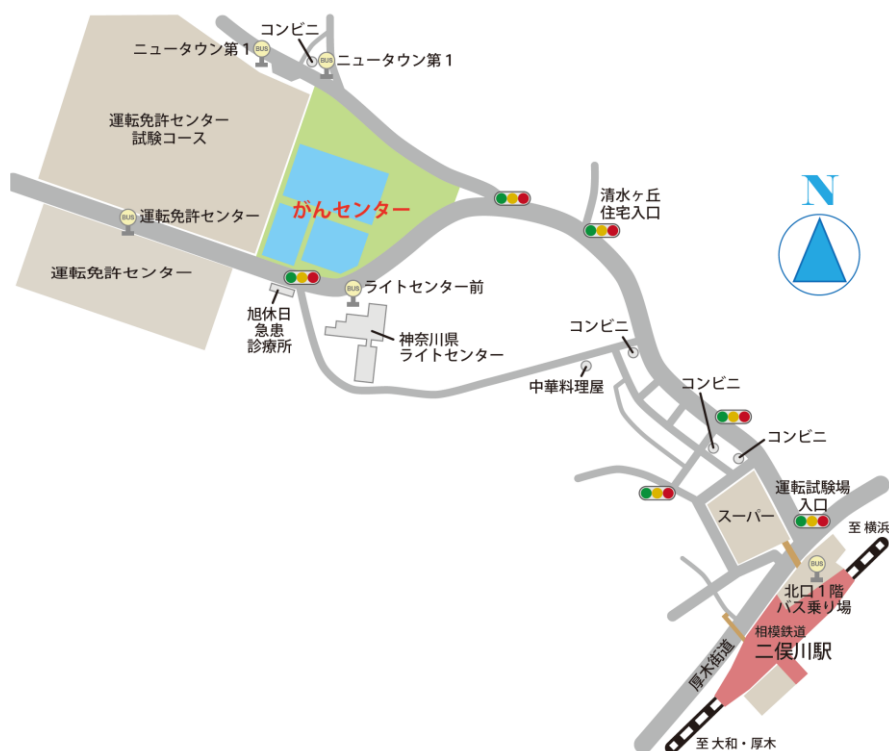 コンビニ
ニュータウン第1
BUS
BUS
ニュータウン第1
運転免許センター
試験コース
N
清水ヶ丘
住宅入口
がんセンター
BUS
運転免許センター
運転免許センター
BUS
ライトセンター前
旭休日
急患
診療所
神奈川県
ライトセンター
コンビニ
中華料理屋
コンビニ
コンビニ
運転試験場
入口
スーパー
至 横浜
BUS
北口1階
バス乗り場
相模鉄道
二俣川駅
厚木街道
至 大和・厚木